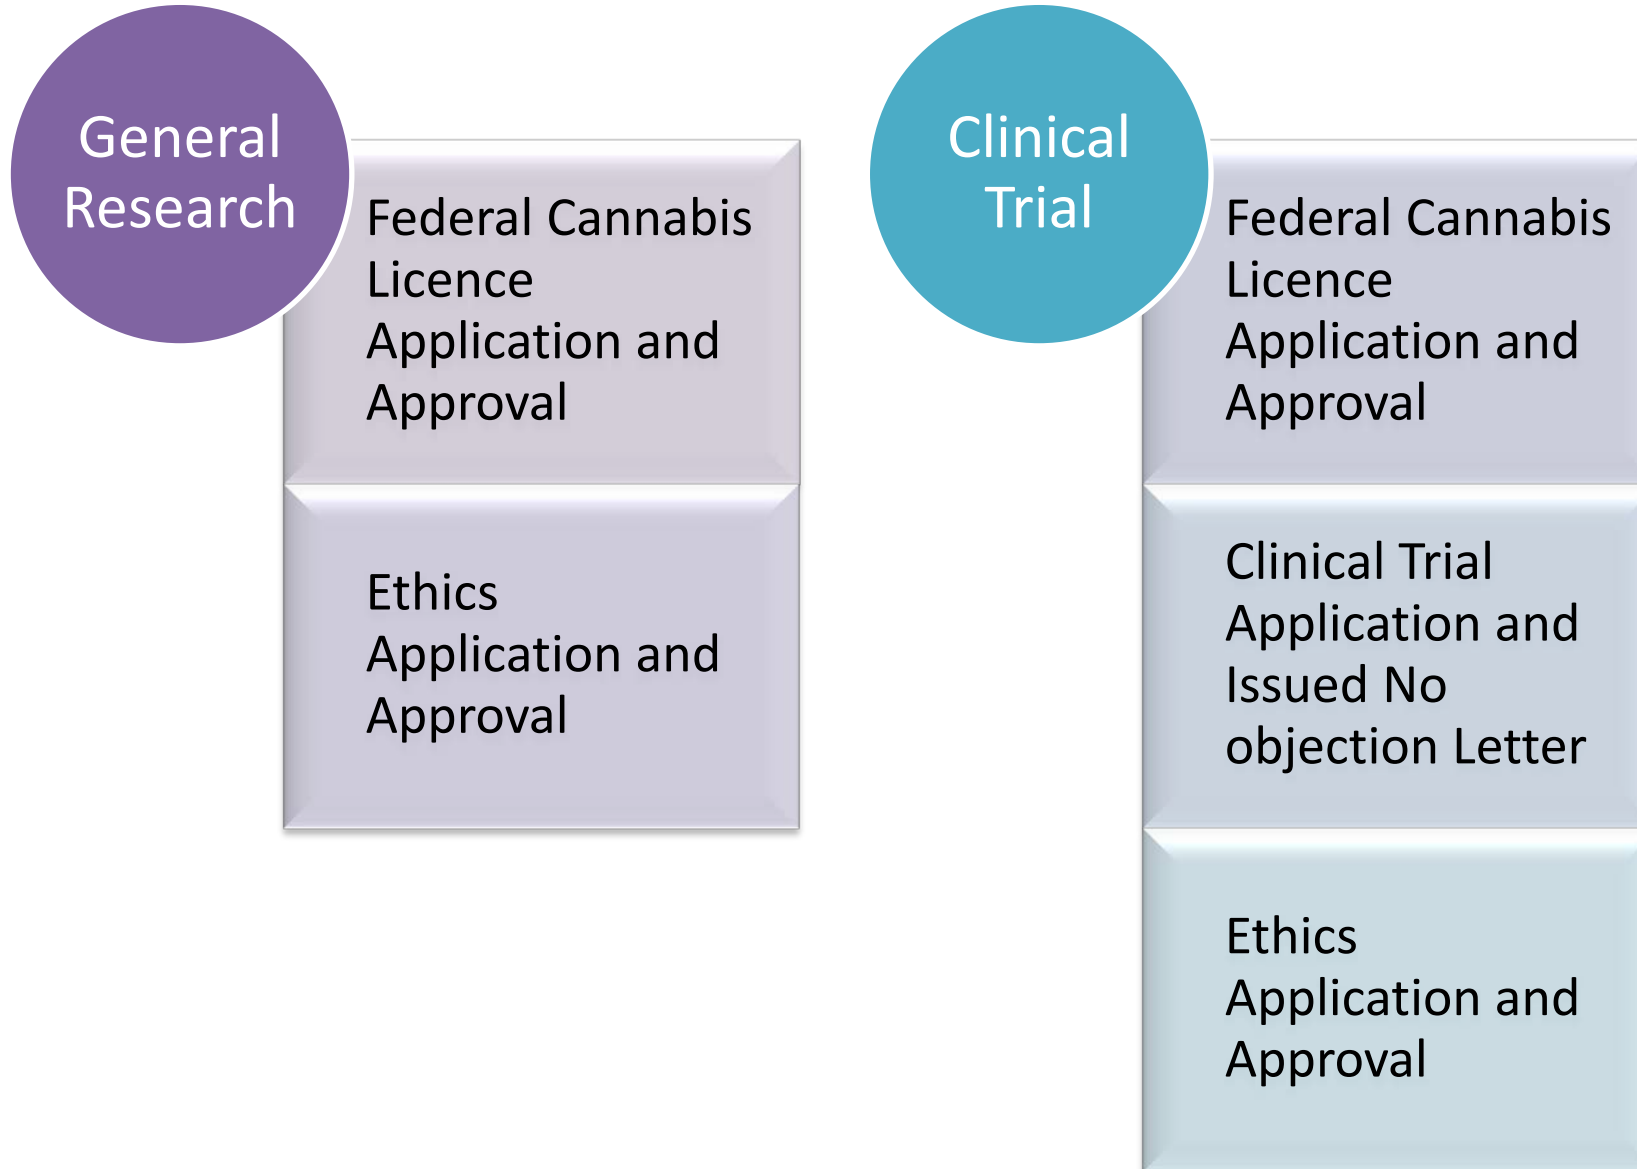 General
Research
Federal Cannabis
Licence
Application and
Approval
Ethics
Application and
Approval
Clinical
Trial
Federal Cannabis
Licence
Application and
Approval
Clinical Trial
Application and
Issued No
objection Letter
Ethics
Application and
Approval